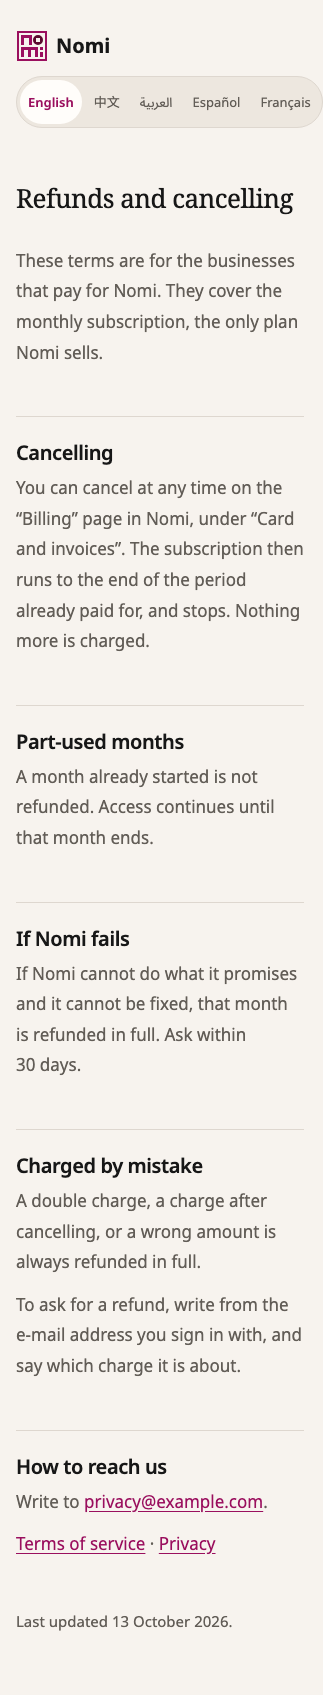 Nomi
English 中文 العربية Español Français
Refunds and cancelling
These terms are for the businesses
that pay for Nomi. They cover the
monthly subscription, the only plan
Nomi sells.
Cancelling
You can cancel at any time on the
“Billing” page in Nomi, under “Card
and invoices”. The subscription then
runs to the end of the period
already paid for, and stops. Nothing
more is charged.
Part-used months
A month already started is not
refunded. Access continues until
that month ends.
If Nomi fails
If Nomi cannot do what it promises
and it cannot be fixed, that month
is refunded in full. Ask within
30 days.
Charged by mistake
A double charge, a charge after
cancelling, or a wrong amount is
always refunded in full.
To ask for a refund, write from the
e-mail address you sign in with, and
say which charge it is about.
How to reach us
Write to privacy@example.com.
Terms of service · Privacy
Last updated 13 October 2026.